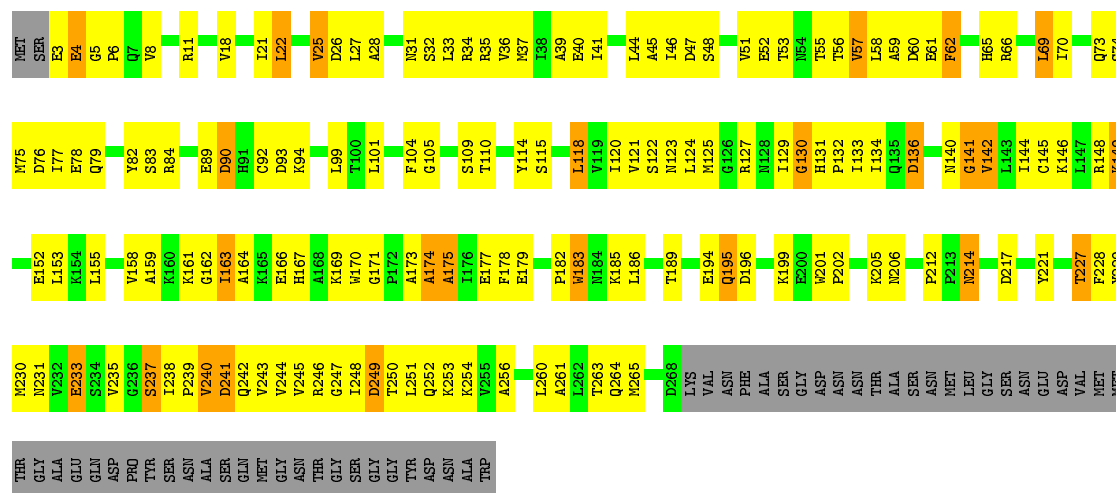 MET SER E3 E4 G5 P6 Q7 V8 R11 V18 I21 L22 V25 D26 L27 A28 N31 S32 L33 R34 R35 V36 M37 I38 A39 E40 I41 L44 A45 I46 D47 S48 V51 E52 T53 N54 T55 T56 V57 L58 A59 D60 E61 F62 H65 R66 L69 I70 Q73
M75 D76 I77 E78 Q79 Y82 S83 R84 E89 D90 H91 C92 D93 K94 L99 T100 L101 F104 G105 S109 T110 Y114 S115 L118 V119 I120 V121 S122 N123 L124 M125 G126 R127 N128 I129 G130 H131 P132 I133 I134 Q135 D136 N140 G141 V142 L143 I144 C145 K146 L147 R148
E152 L153 K154 L155 V158 A159 K160 K161 G162 I163 A164 K165 E166 H167 A168 K169 W170 G171 P172 A173 A174 A175 I176 E177 F178 E179 P182 W183 N184 K185 L186 T189 E194 Q195 D196 K199 E200 W201 P202 K205 N206 P212 P213 N214 D217 Y221 T227 F228
M230 N231 V232 E233 S234 V235 G236 S237 I238 P239 V240 D241 Q242 V243 V244 V245 R246 G247 I248 D249 T250 L251 Q252 K253 K254 V255 A256 L260 A261 L262 T263 Q264 M265 D268 LYS VAL ASN PHE ALA SER GLY ASP ASN ASN THR ALA SER ASN MET LEU GLY SER ASN GLU ASP VAL MET
THR GLY ALA GLU GLN ASP PRO TYR SER ASN ALA SER GLN MET GLY ASN THR GLY SER GLY GLY TYR ASP ASN ALA TRP